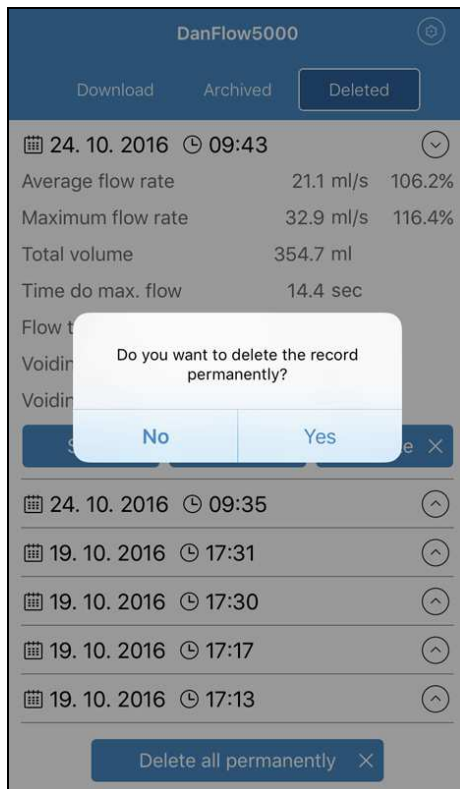 DanFlow5000
Download Archived Deleted
24. 10. 2016 09:43
Average flow rate 21.1 ml/s 106.2%
Maximum flow rate 32.9 ml/s 116.4%
Total volume 354.7 ml
Time do max. flow 14.4 sec
Flow
Do you want to delete the record
permanently?
No Yes
24. 10. 2016 09:35
19. 10. 2016 17:31
19. 10. 2016 17:30
19. 10. 2016 17:17
19. 10. 2016 17:13
Delete all permanently